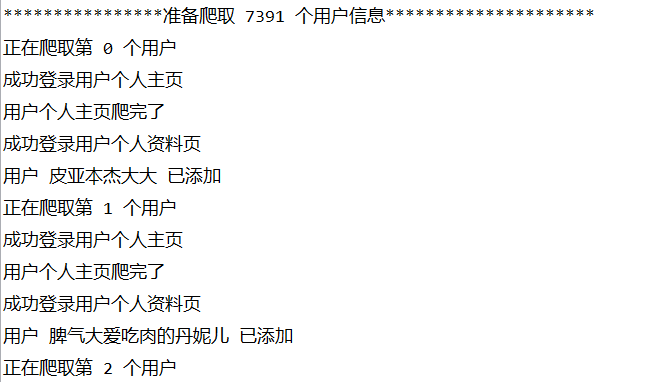 ****************准备爬取 7391 个用户信息*********************
正在爬取第 0 个用户
成功登录用户个人主页
用户个人主页爬完了
成功登录用户个人资料页
用户 皮亚本杰大大 已添加
正在爬取第 1 个用户
成功登录用户个人主页
用户个人主页爬完了
成功登录用户个人资料页
用户 脾气大爱吃肉的丹妮儿 已添加
正在爬取第 2 个用户